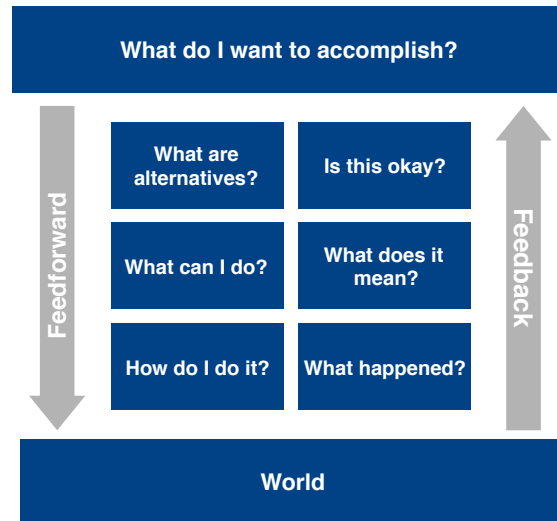 What do I want to accomplish?
Feedforward
What are
alternatives?
Is this okay?
What can I do?
What does it
mean?
How do I do it?
What happened?
Feedback
World